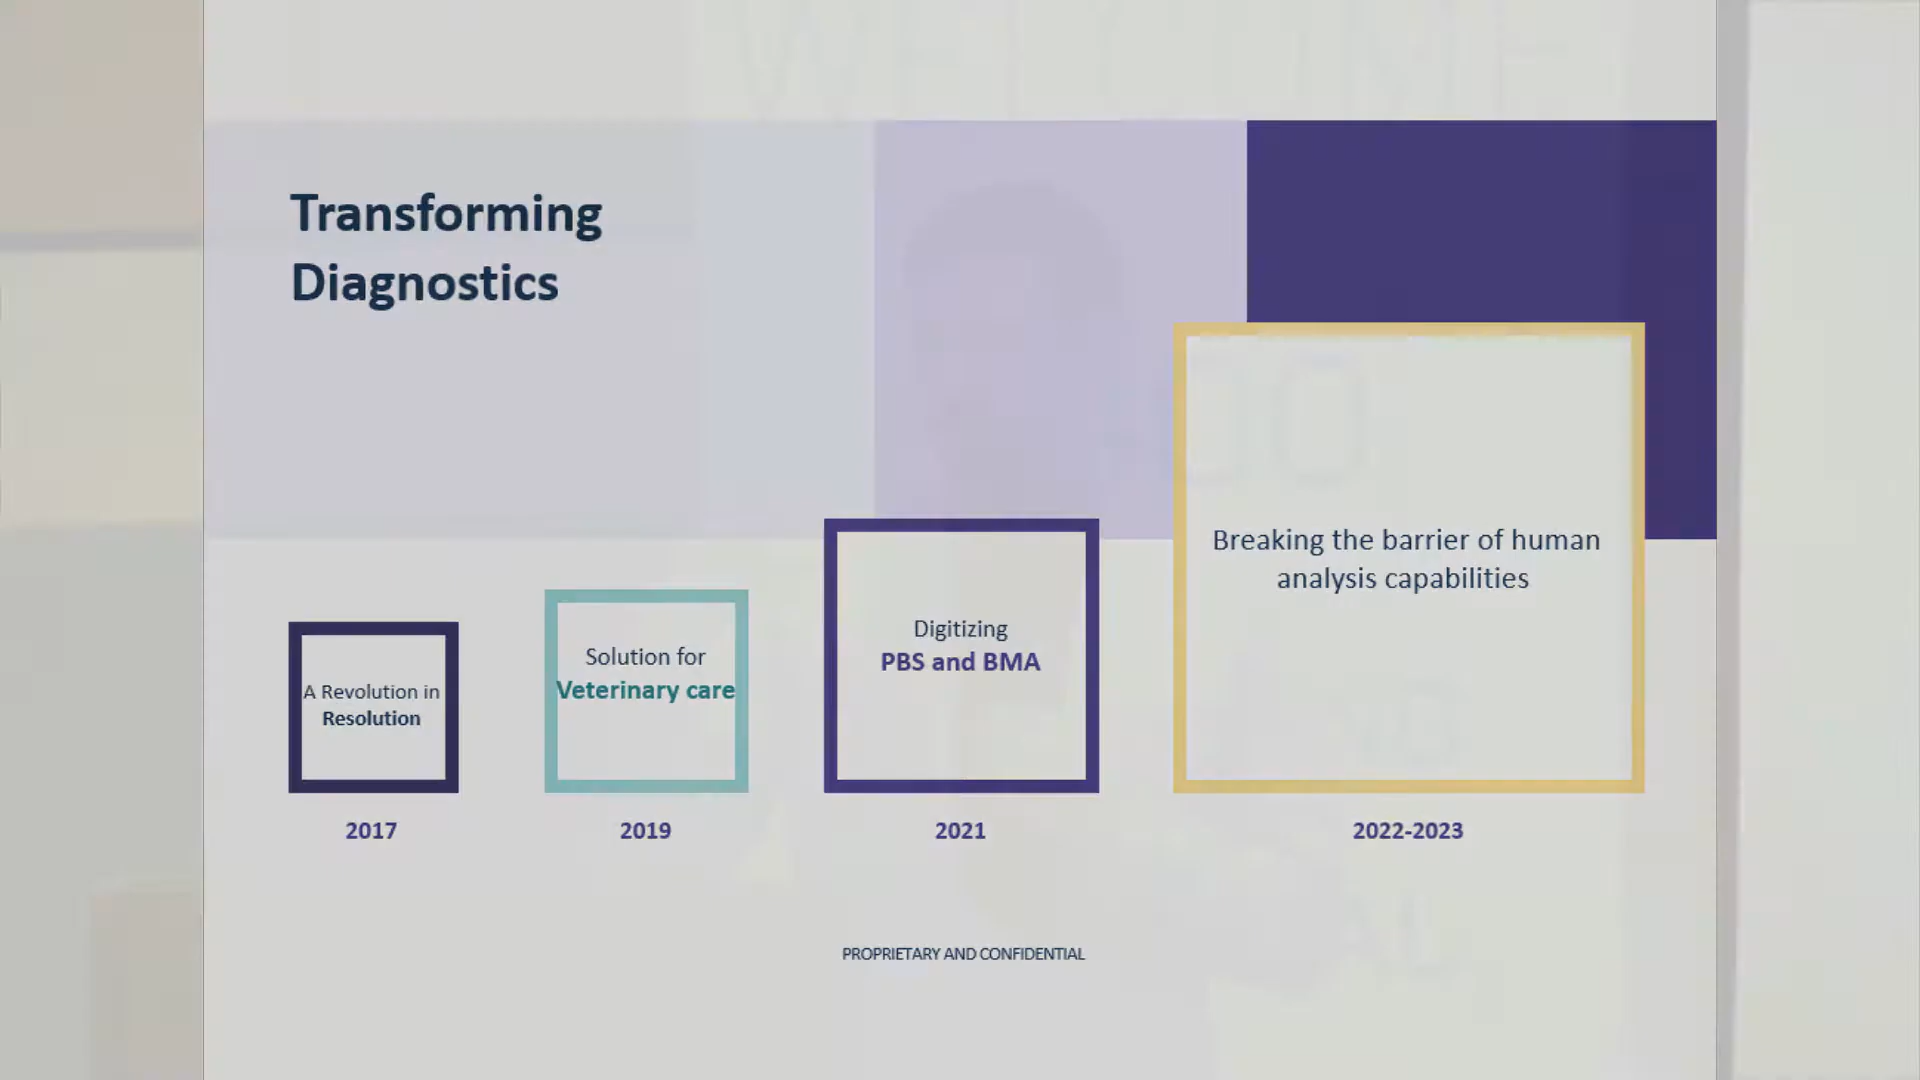 Transforming
Diagnostics
A Revolution in
Resolution
2017
Solution for
Veterinary care
2019
Digitizing
PBS and BMA
2021
Breaking the barrier of human
analysis capabilities
2022-2023
PROPRIETARY AND CONFIDENTIAL